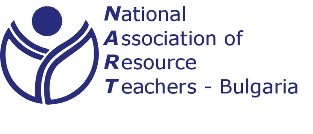 National
Association of
Resource
Teachers - Bulgaria